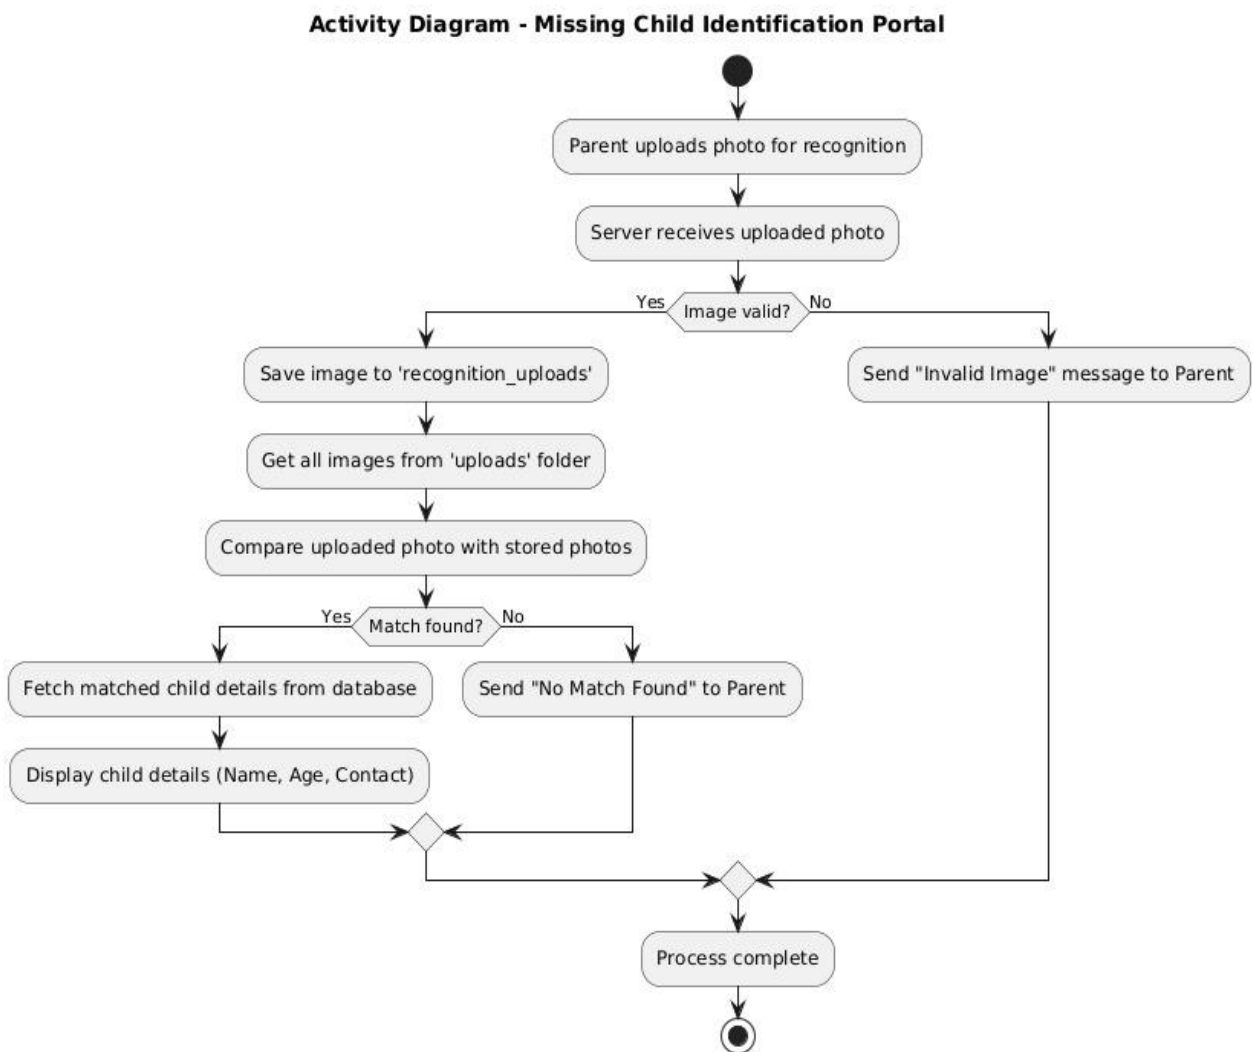 Activity Diagram - Missing Child Identification Portal
Parent uploads photo for recognition
Server receives uploaded photo
Yes
Image valid?
No
Save image to 'recognition_uploads'
Send "Invalid Image" message to Parent
Get all images from 'uploads' folder
Compare uploaded photo with stored photos
Yes
Match found?
No
Fetch matched child details from database
Send "No Match Found" to Parent
Display child details (Name, Age, Contact)
Process complete